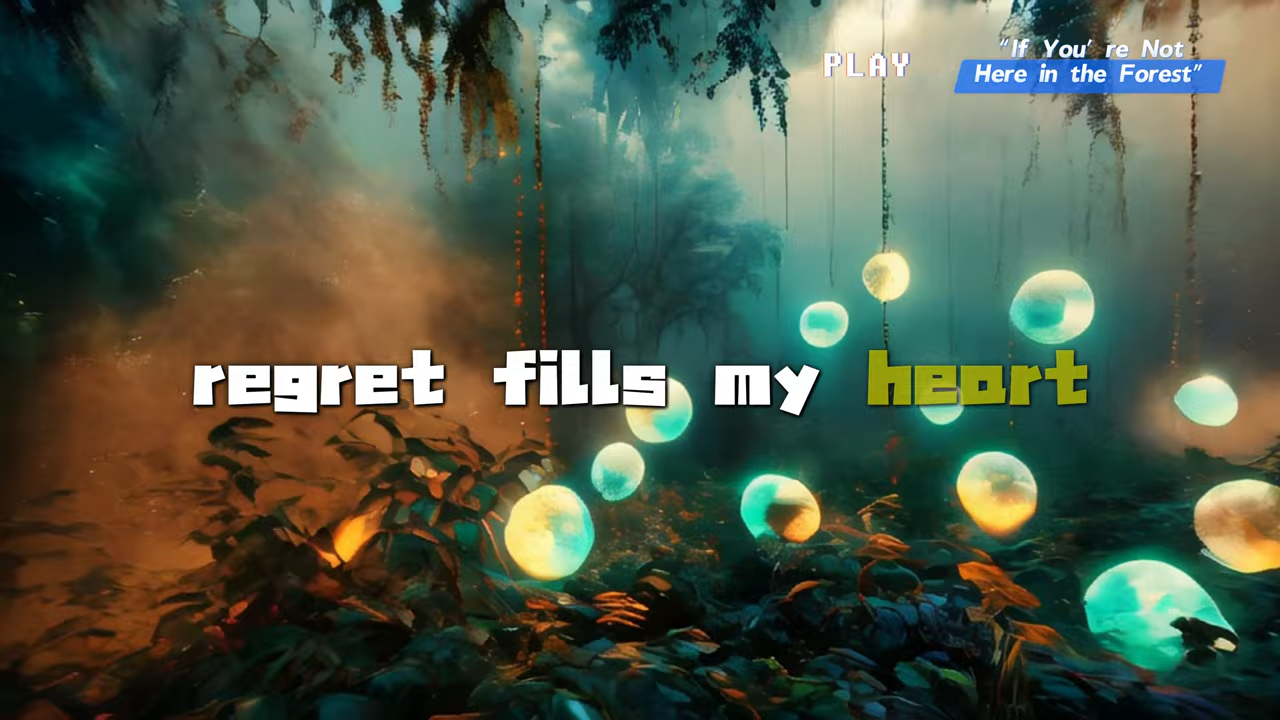 PLAY
“If You’ re Not
Here in the Forest”
regret fills my heart